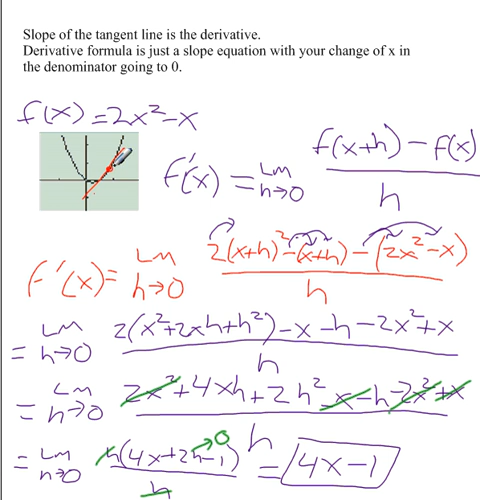 Slope of the tangent line is the derivative.
Derivative formula is just a slope equation with your change of x in
the denominator going to 0.
f(x)=2x²-x
f'(x) = Lim h→0 (f(x+h) - f(x)) / h
f'(x) = Lim h→0 (2(x+h)² - (x+h) - (2x² - x)) / h
= Lim h→0 (2(x²+2xh+h²) - x - h - 2x² + x) / h
= Lim h→0 (2x² + 4xh + 2h² - x - h - 2x² + x) / h
= Lim h→0 h(4x+2h-1) / h →0 = 4x-1